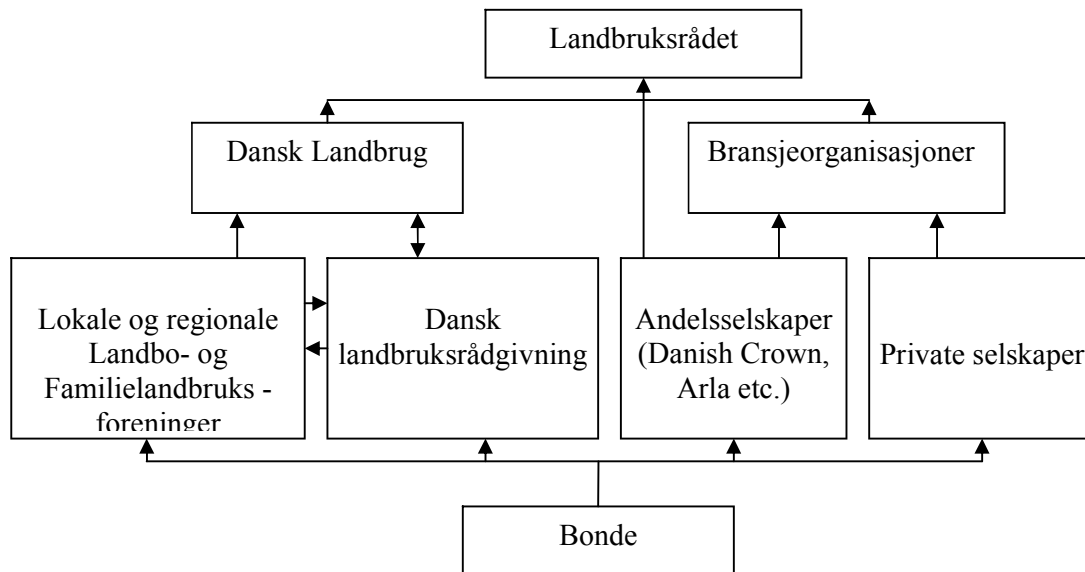 Landbruksrådet
Dansk Landbrug
Bransjeorganisasjoner
Lokale og regionale
Landbo- og
Familielandbruks -
foreninger
Dansk
landbruksrådgivning
Andelsselskaper
(Danish Crown,
Arla etc.)
Private selskaper
Bonde